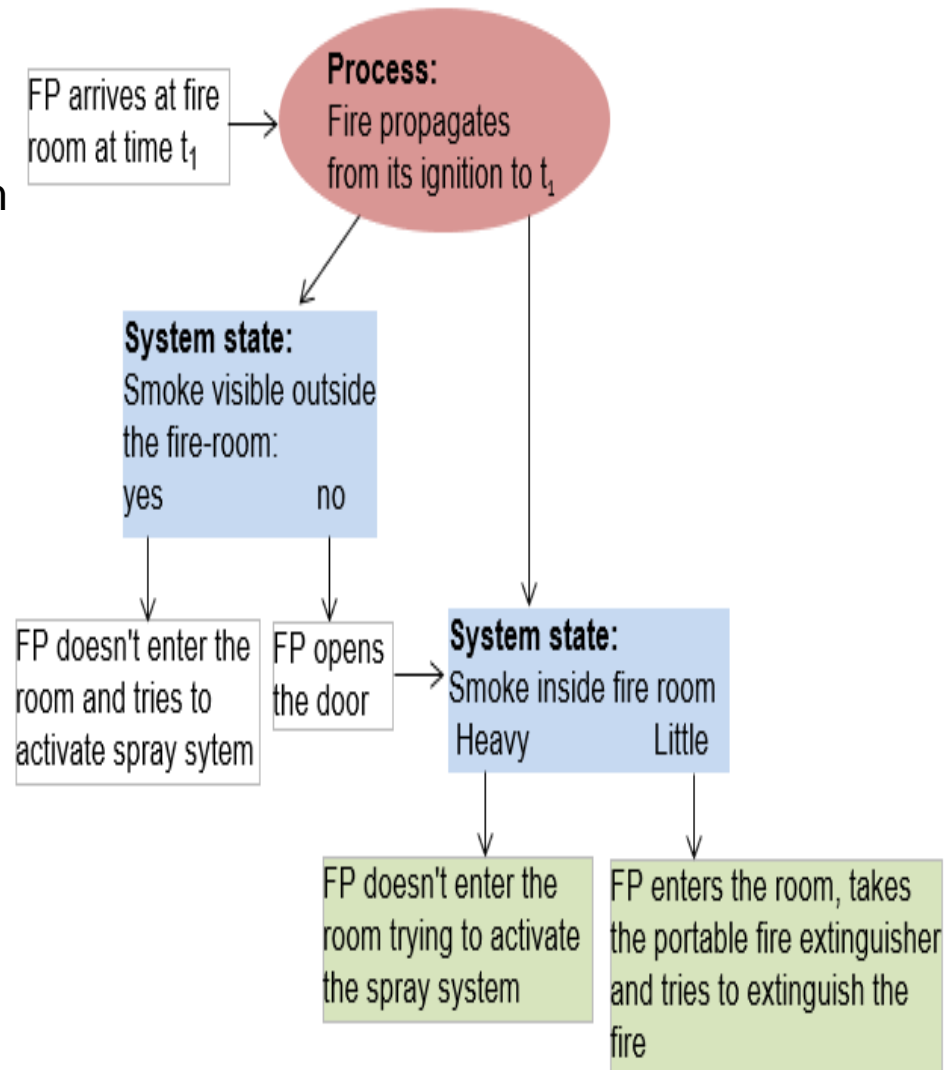 FP arrives at fire
room at time t₁
n
Process:
Fire propagates
from its ignition to t₁
System state:
Smoke visible outside
the fire-room:
yes no
FP doesn't enter the
room and tries to
activate spray sytem
FP opens
the door
System state:
Smoke inside fire room
Heavy Little
FP doesn't enter the
room trying to activate
the spray system
FP enters the room, takes
the portable fire extinguisher
and tries to extinguish the
fire